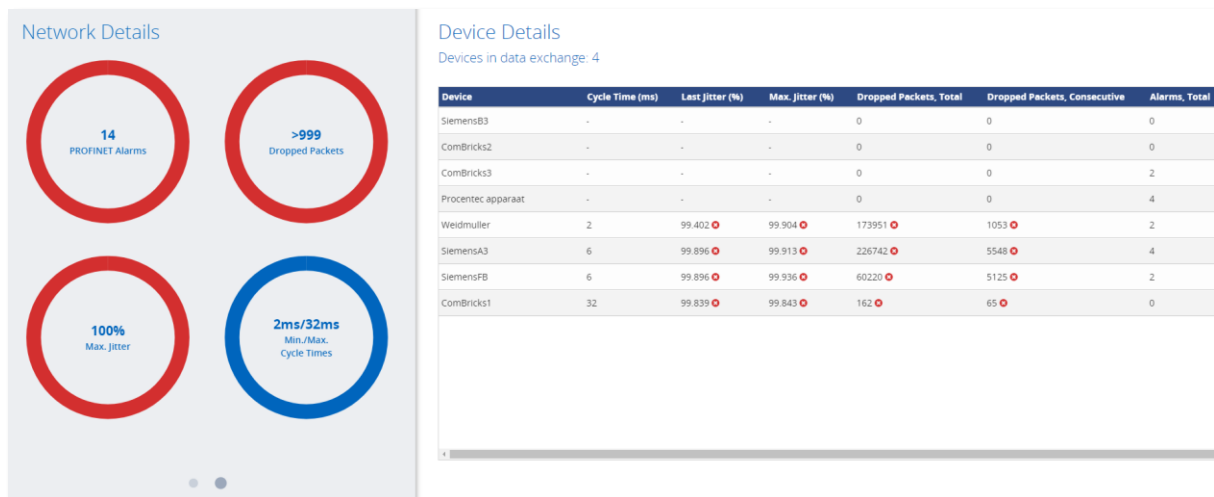 Network Details
14
PROFINET Alarms
>999
Dropped Packets
100%
Max. Jitter
2ms/32ms
Min./Max.
Cycle Times
Device Details
Devices in data exchange: 4
Device Cycle Time (ms) Last Jitter (%) Max. Jitter (%) Dropped Packets, Total Dropped Packets, Consecutive Alarms, Total
SiemensB3 - - - 0 0 0
ComBricks2 - - - 0 0 0
ComBricks3 - - - 0 0 2
Procentec apparaat - - - 0 0 4
Weidmuller 2 99.402 99.904 173951 1053 2
SiemensA3 6 99.896 99.913 226742 5548 4
SiemensFB 6 99.896 99.936 60220 5125 2
ComBricks1 32 99.839 99.843 162 65 0